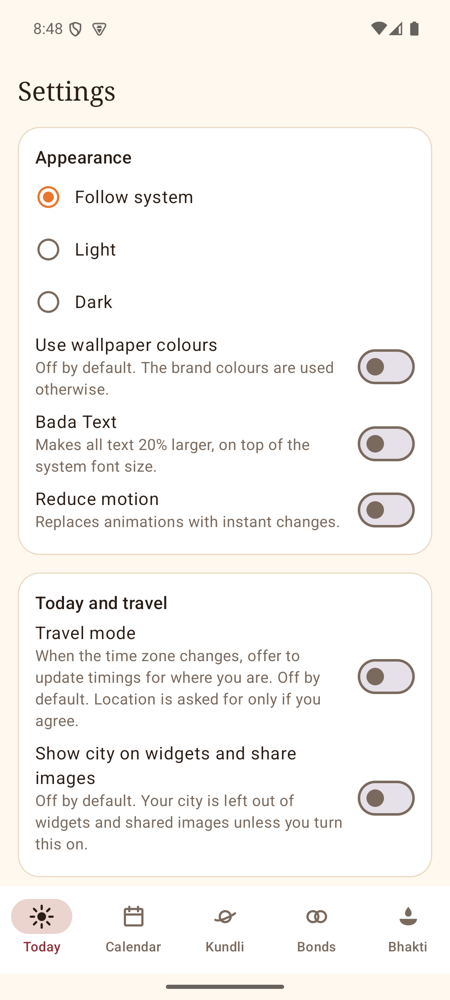 8:48
Settings
Appearance
Follow system
Light
Dark
Use wallpaper colours
Off by default. The brand colours are used
otherwise.
Bada Text
Makes all text 20% larger, on top of the
system font size.
Reduce motion
Replaces animations with instant changes.
Today and travel
Travel mode
When the time zone changes, offer to
update timings for where you are. Off by
default. Location is asked for only if you
agree.
Show city on widgets and share
images
Off by default. Your city is left out of
widgets and shared images unless you turn
this on.
Today
Calendar
Kundli
Bonds
Bhakti